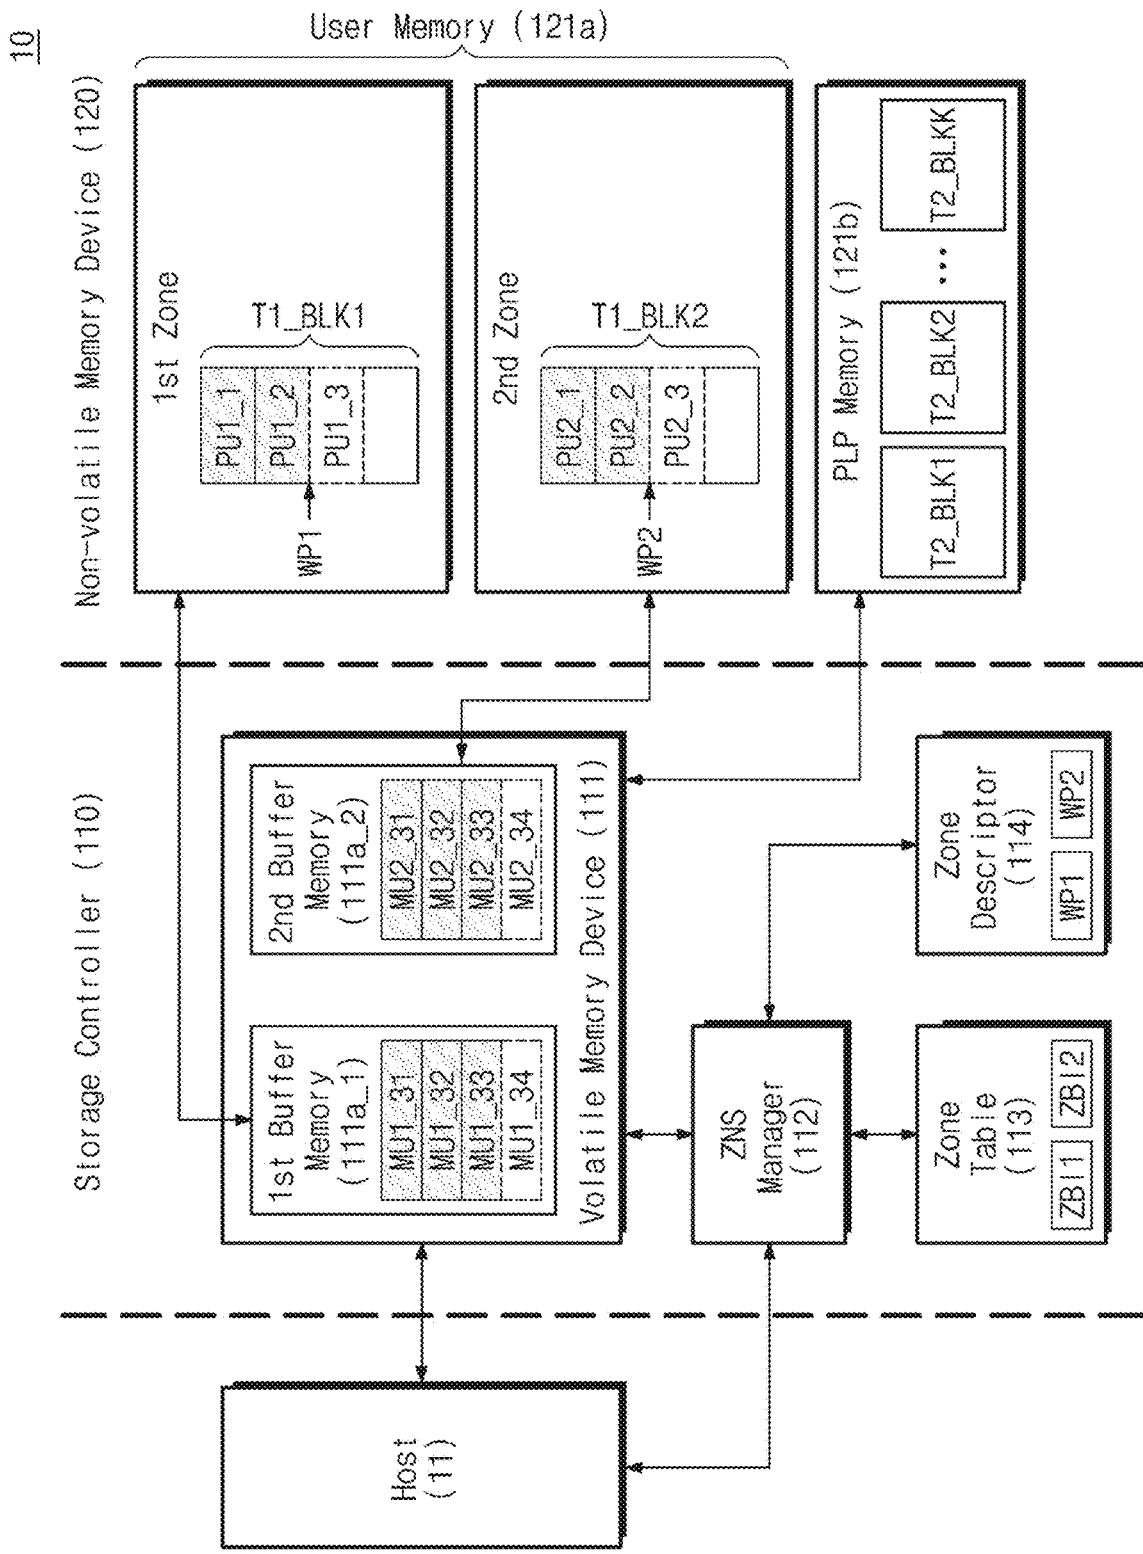 10
Storage Controller (110)
Non-volatile Memory Device (120)
Host
(11)
1st Buffer
Memory
(111a_1)
MU1_31
MU1_32
MU1_33
MU1_34
2nd Buffer
Memory
(111a_2)
MU2_31
MU2_32
MU2_33
MU2_34
Volatile Memory Device (111)
ZNS
Manager
(112)
Zone
Table
(113)
ZBI1
ZBI2
Zone
Descriptor
(114)
WP1
WP2
User Memory (121a)
1st Zone
WP1
PU1_1
PU1_2
PU1_3
T1_BLK1
2nd Zone
WP2
PU2_1
PU2_2
PU2_3
T1_BLK2
PLP Memory (121b)
T2_BLK1
T2_BLK2
...
T2_BLKK